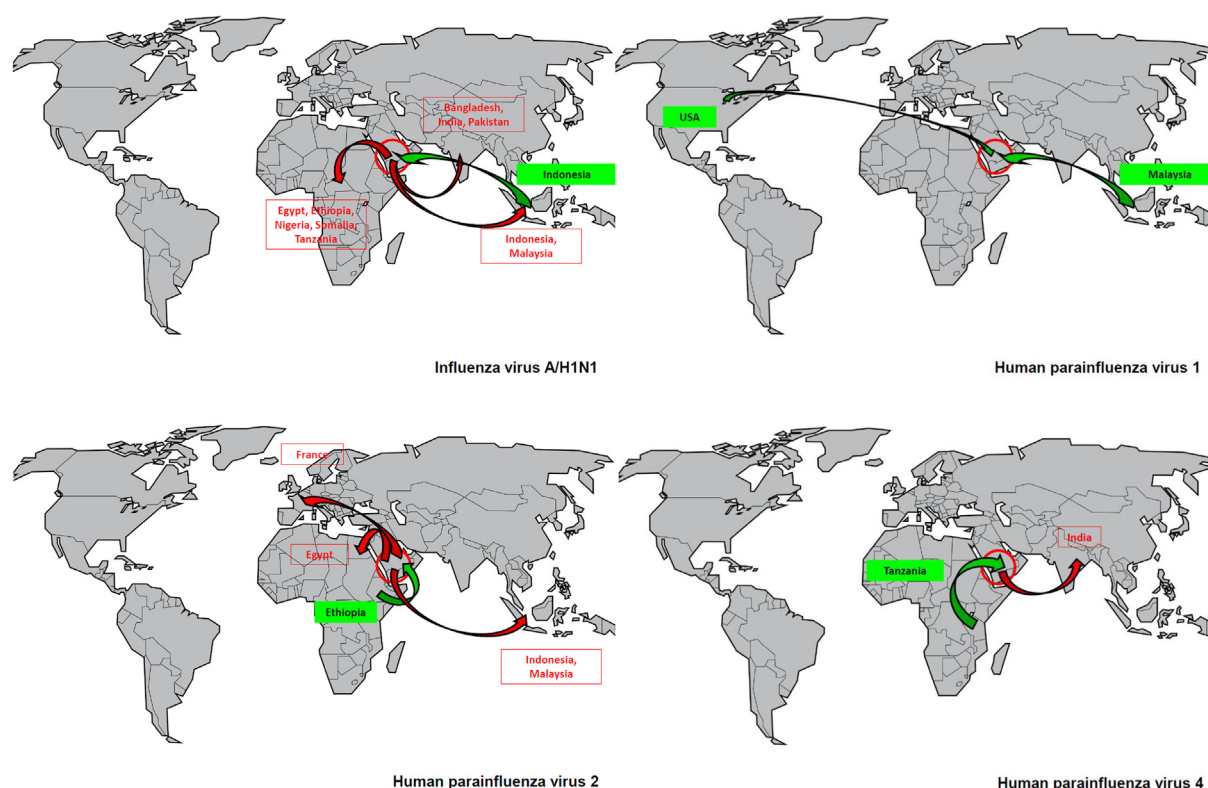 Bangladesh,
India, Pakistan
Indonesia
Egypt, Ethiopia,
Nigeria, Somalia,
Tanzania
Indonesia,
Malaysia
Influenza virus A/H1N1
USA
Malaysia
Human parainfluenza virus 1
France
Egypt
Ethiopia
Indonesia,
Malaysia
Human parainfluenza virus 2
India
Tanzania
Human parainfluenza virus 4